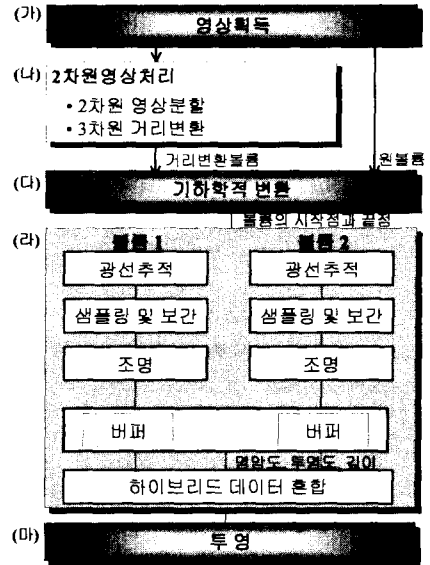 (가) 영상획득
(나) 2차원영상처리
• 2차원 영상분할
• 3차원 거리변환
거리변환볼륨 원볼륨
(다) 기하학적 변환
볼륨의 시작점과 끝점
(라) 볼륨 1 볼륨 2
광선추적 광선추적
샘플링 및 보간 샘플링 및 보간
조명 조명
버퍼 버퍼
명암도, 투명도, 깊이
하이브리드 데이터 혼합
(마) 투 영